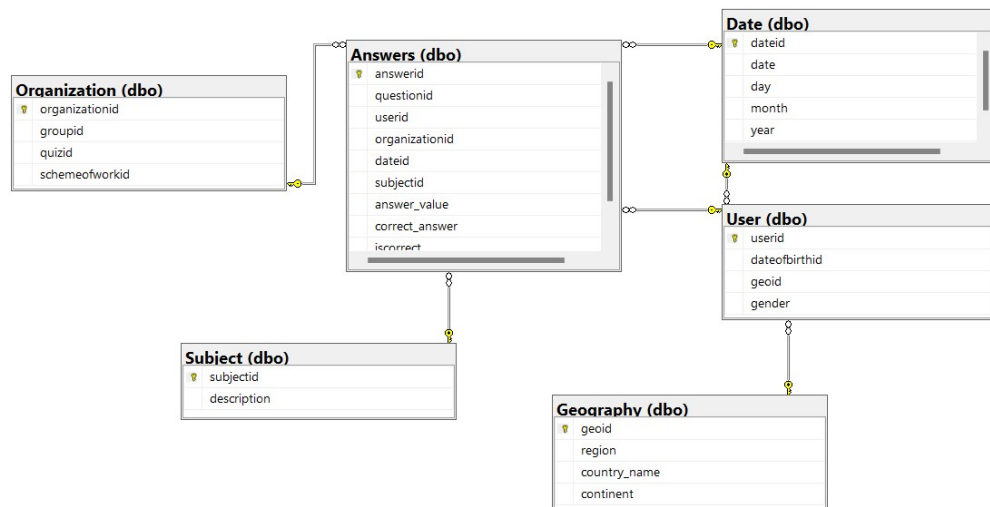 Organization (dbo)
organizationid
groupid
quizid
schemeofworkid
Answers (dbo)
answerid
questionid
userid
organizationid
dateid
subjectid
answer_value
correct_answer
iscorrect
Date (dbo)
dateid
date
day
month
year
User (dbo)
userid
dateofbirthid
geoid
gender
Subject (dbo)
subjectid
description
Geography (dbo)
geoid
region
country_name
continent